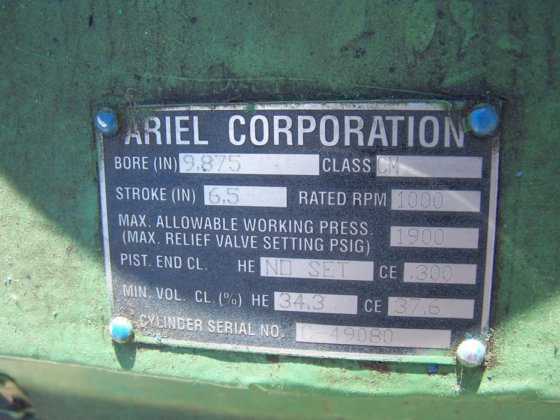 ARIEL CORPORATION
BORE (IN) 9.875 CLASS CM
STROKE (IN) 6.5 RATED RPM 1000
MAX. ALLOWABLE WORKING PRESS.
(MAX. RELIEF VALVE SETTING PSIG) 1900
PIST. END CL. HE NO SET CE .300
MIN. VOL. CL. (%) HE 34.3 CE 37.6
CYLINDER SERIAL NO. C-49080